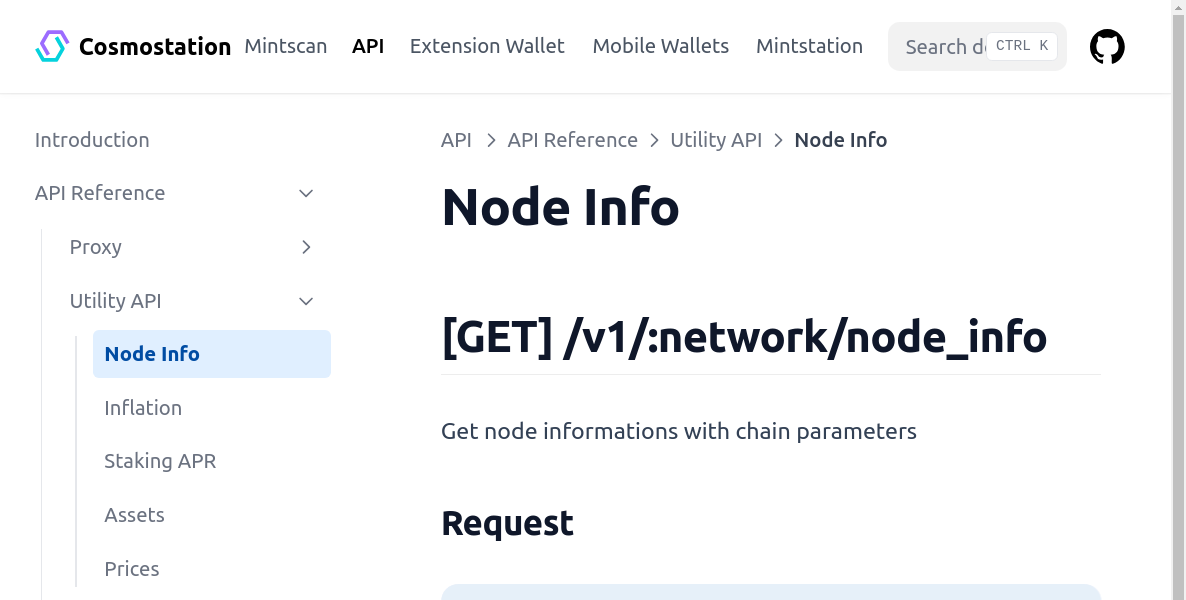 Cosmostation Mintscan API Extension Wallet Mobile Wallets Mintstation CTRL K
Introduction
API Reference
Proxy
Utility API
Node Info
Inflation
Staking APR
Assets
Prices
API API Reference Utility API Node Info
Node Info
[GET] /v1/:network/node_info
Get node informations with chain parameters
Request